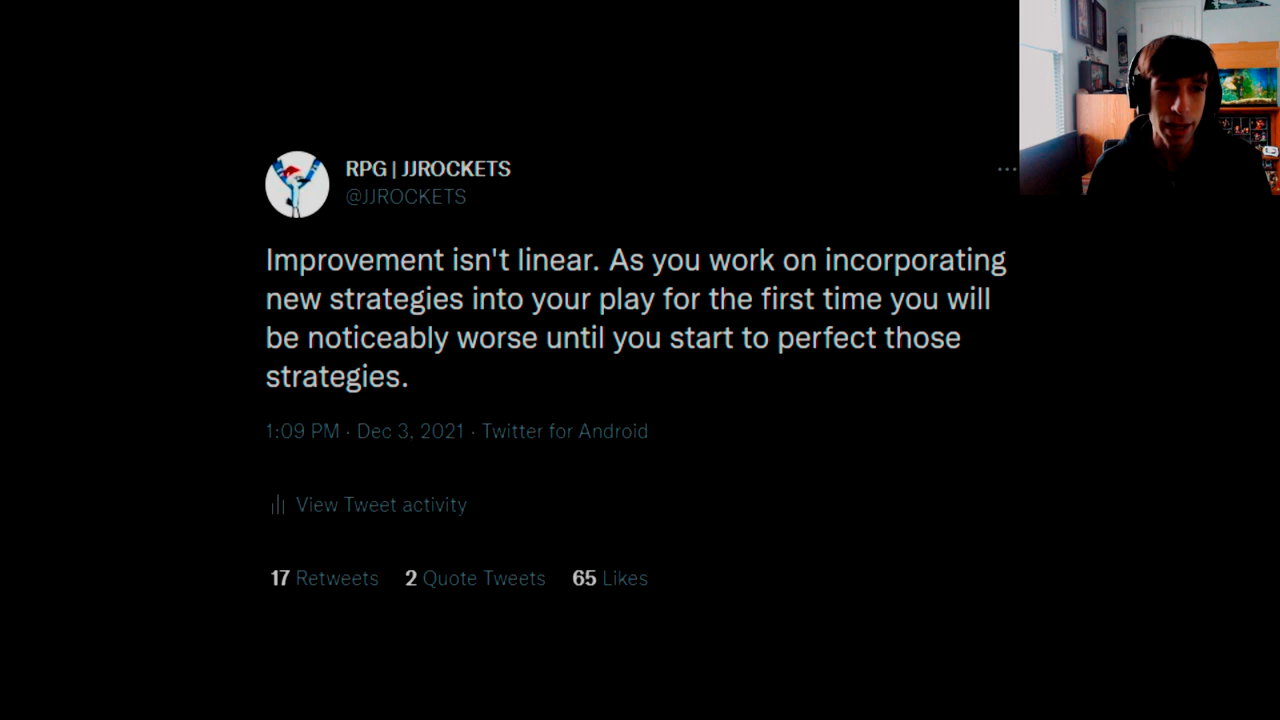 RPG | JJROCKETS
@JJROCKETS
Improvement isn't linear. As you work on incorporating
new strategies into your play for the first time you will
be noticeably worse until you start to perfect those
strategies.
1:09 PM · Dec 3, 2021 · Twitter for Android
View Tweet activity
17 Retweets 2 Quote Tweets 65 Likes